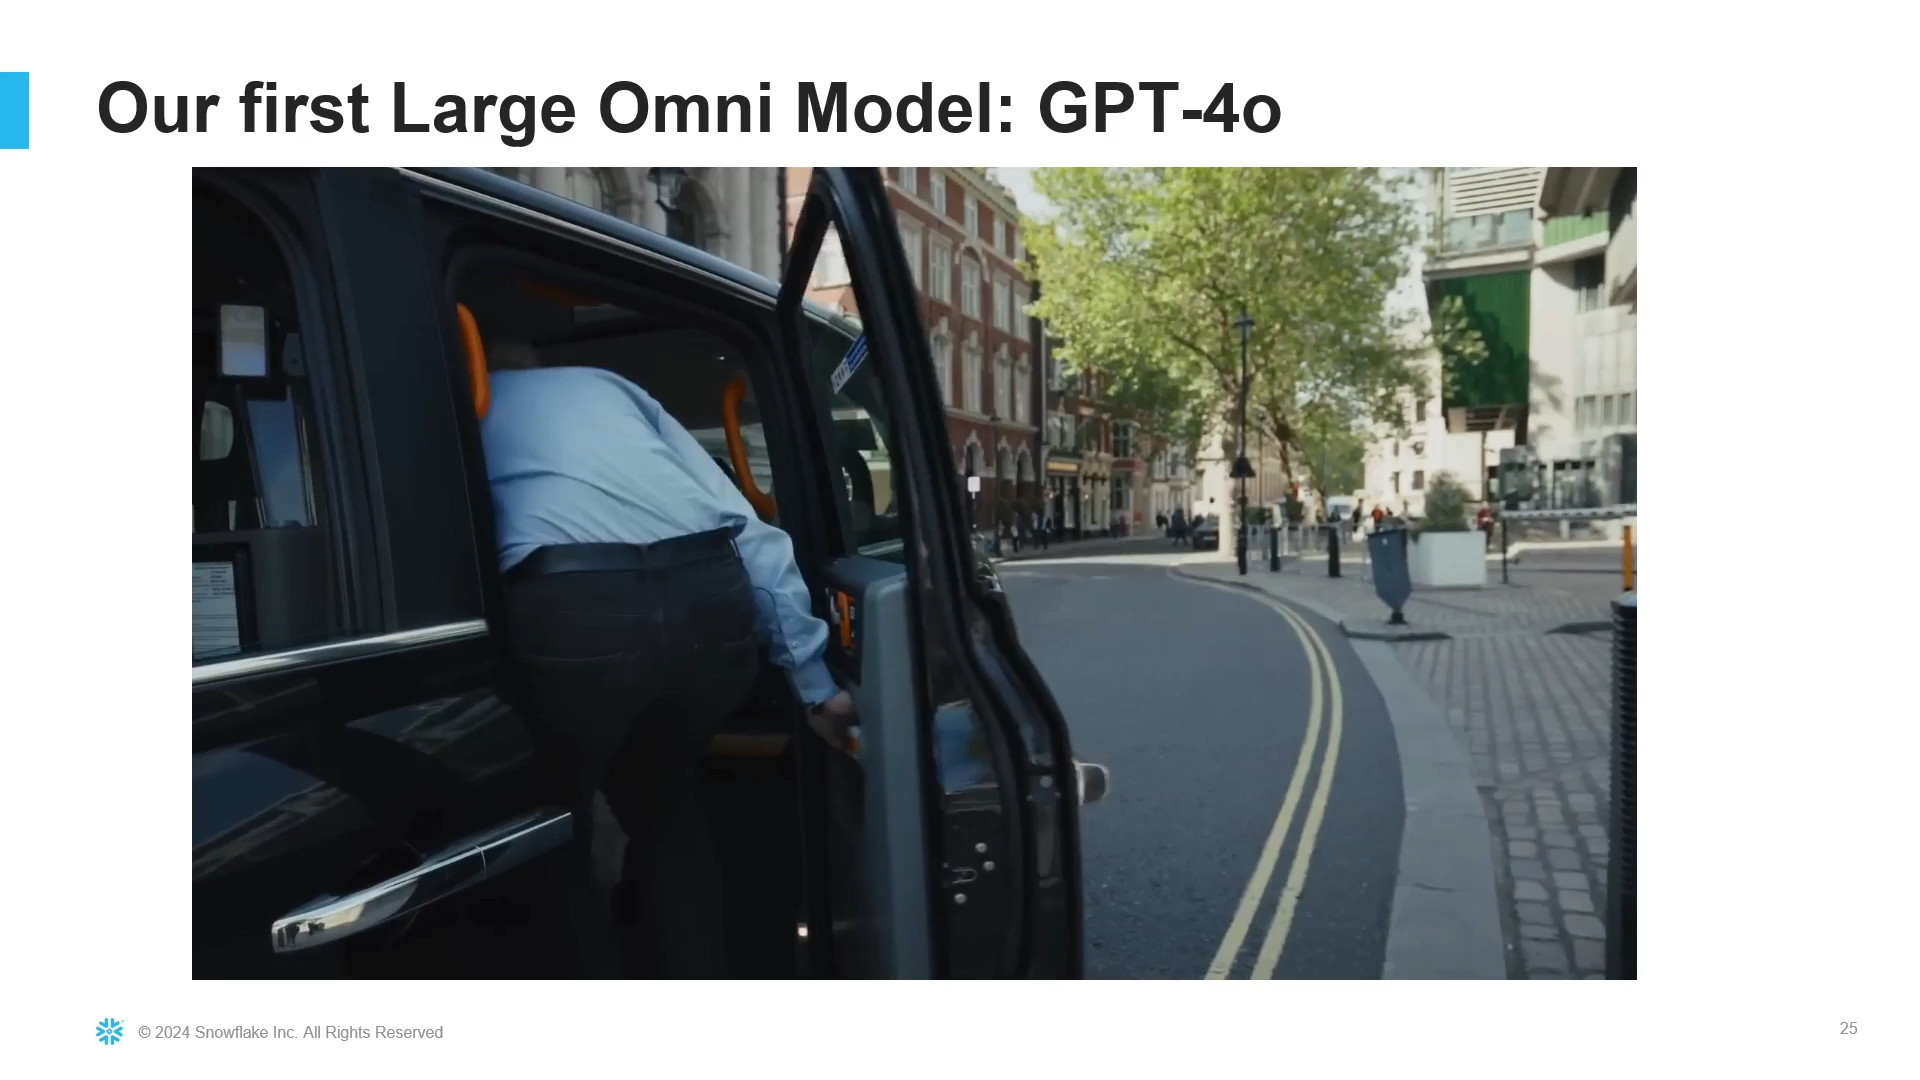 Our first Large Omni Model: GPT-4o
© 2024 Snowflake Inc. All Rights Reserved
25